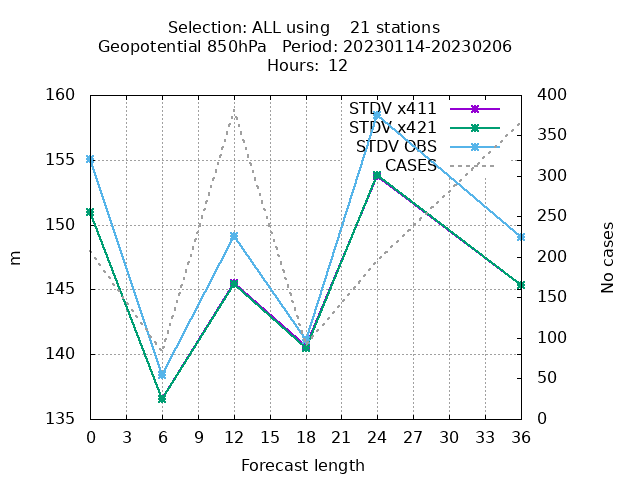 Selection: ALL using    21 stations
Geopotential 850hPa   Period: 20230114-20230206
Hours:  12
STDV x411
STDV x421
STDV OBS
CASES
160
155
150
145
140
135
m
400
350
300
250
200
150
100
50
0
No cases
0 3 6 9 12 15 18 21 24 27 30 33 36
Forecast length